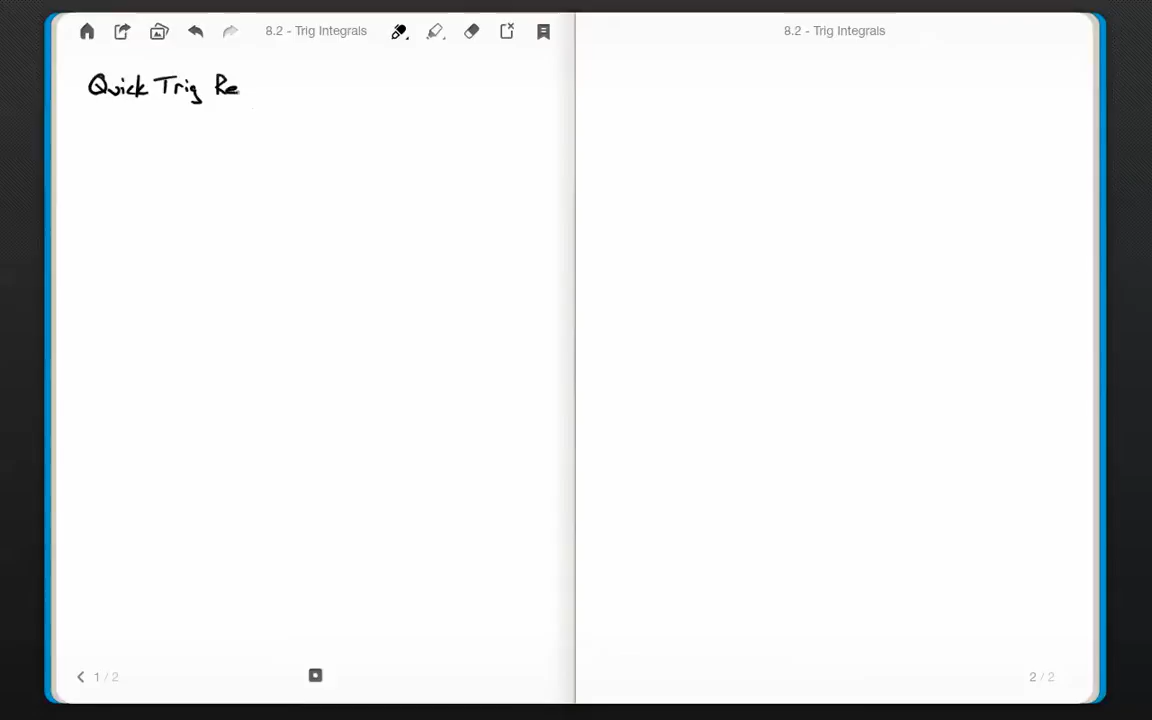 8.2 - Trig Integrals
8.2 - Trig Integrals
Quick Trig Re
1 / 2
2 / 2